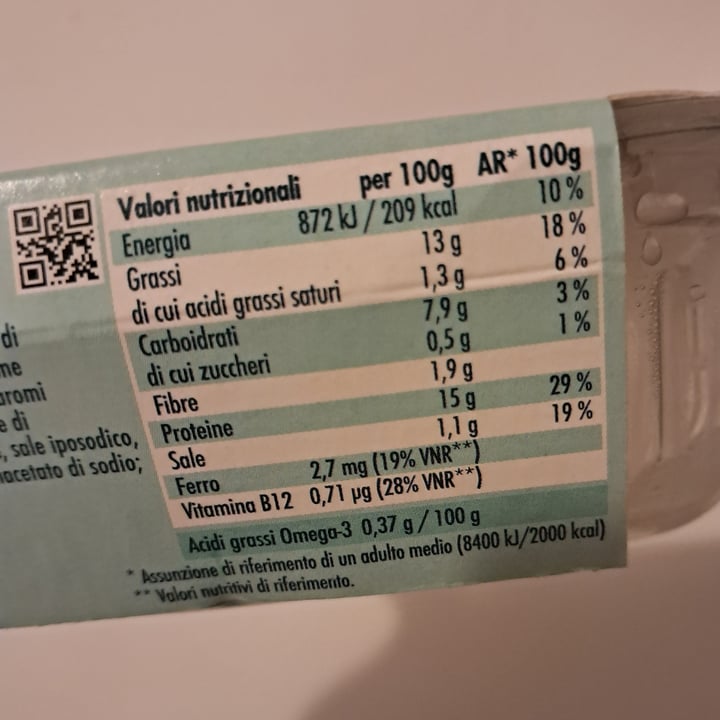 Valori nutrizionali per 100g AR* 100g
Energia 872 kJ / 209 kcal 10 %
Grassi 13 g 18 %
di cui acidi grassi saturi 1,3 g 6 %
Carboidrati 7,9 g 3 %
di cui zuccheri 0,5 g 1 %
Fibre 1,9 g
Proteine 15 g 29 %
Sale 1,1 g 19 %
Ferro 2,7 mg (19% VNR**)
Vitamina B12 0,71 µg (28% VNR**)
Acidi grassi Omega-3 0,37 g / 100 g
* Assunzione di riferimento di un adulto medio (8400 kJ/2000 kcal)
** Valori nutritivi di riferimento.
di
di
, sale iposodico,
di sodio;